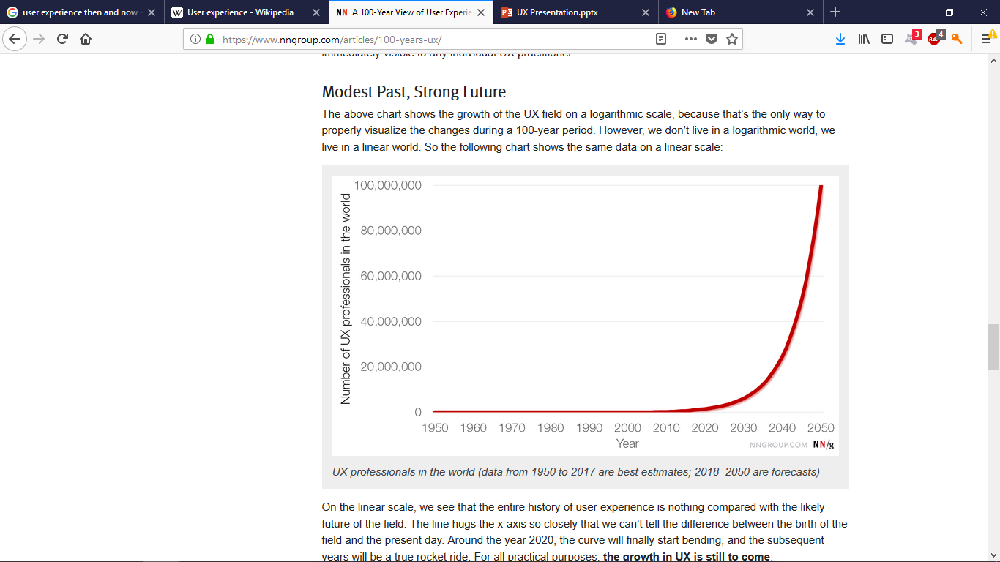 user experience then and now -
User experience - Wikipedia
NN A 100-Year View of User Experie
UX Presentation.pptx
New Tab
https://www.nngroup.com/articles/100-years-ux/
3
4
immediately visible to any individual UX practitioner.
Modest Past, Strong Future
The above chart shows the growth of the UX field on a logarithmic scale, because that's the only way to
properly visualize the changes during a 100-year period. However, we don't live in a logarithmic world, we
live in a linear world. So the following chart shows the same data on a linear scale:
Number of UX professionals in the world
100,000,000
80,000,000
60,000,000
40,000,000
20,000,000
0
1950 1960 1970 1980 1990 2000 2010 2020 2030 2040 2050
Year
NNGROUP.COM NN/g
UX professionals in the world (data from 1950 to 2017 are best estimates; 2018–2050 are forecasts)
On the linear scale, we see that the entire history of user experience is nothing compared with the likely
future of the field. The line hugs the x-axis so closely that we can't tell the difference between the birth of the
field and the present day. Around the year 2020, the curve will finally start bending, and the subsequent
years will be a true rocket ride. For all practical purposes, the growth in UX is still to come.